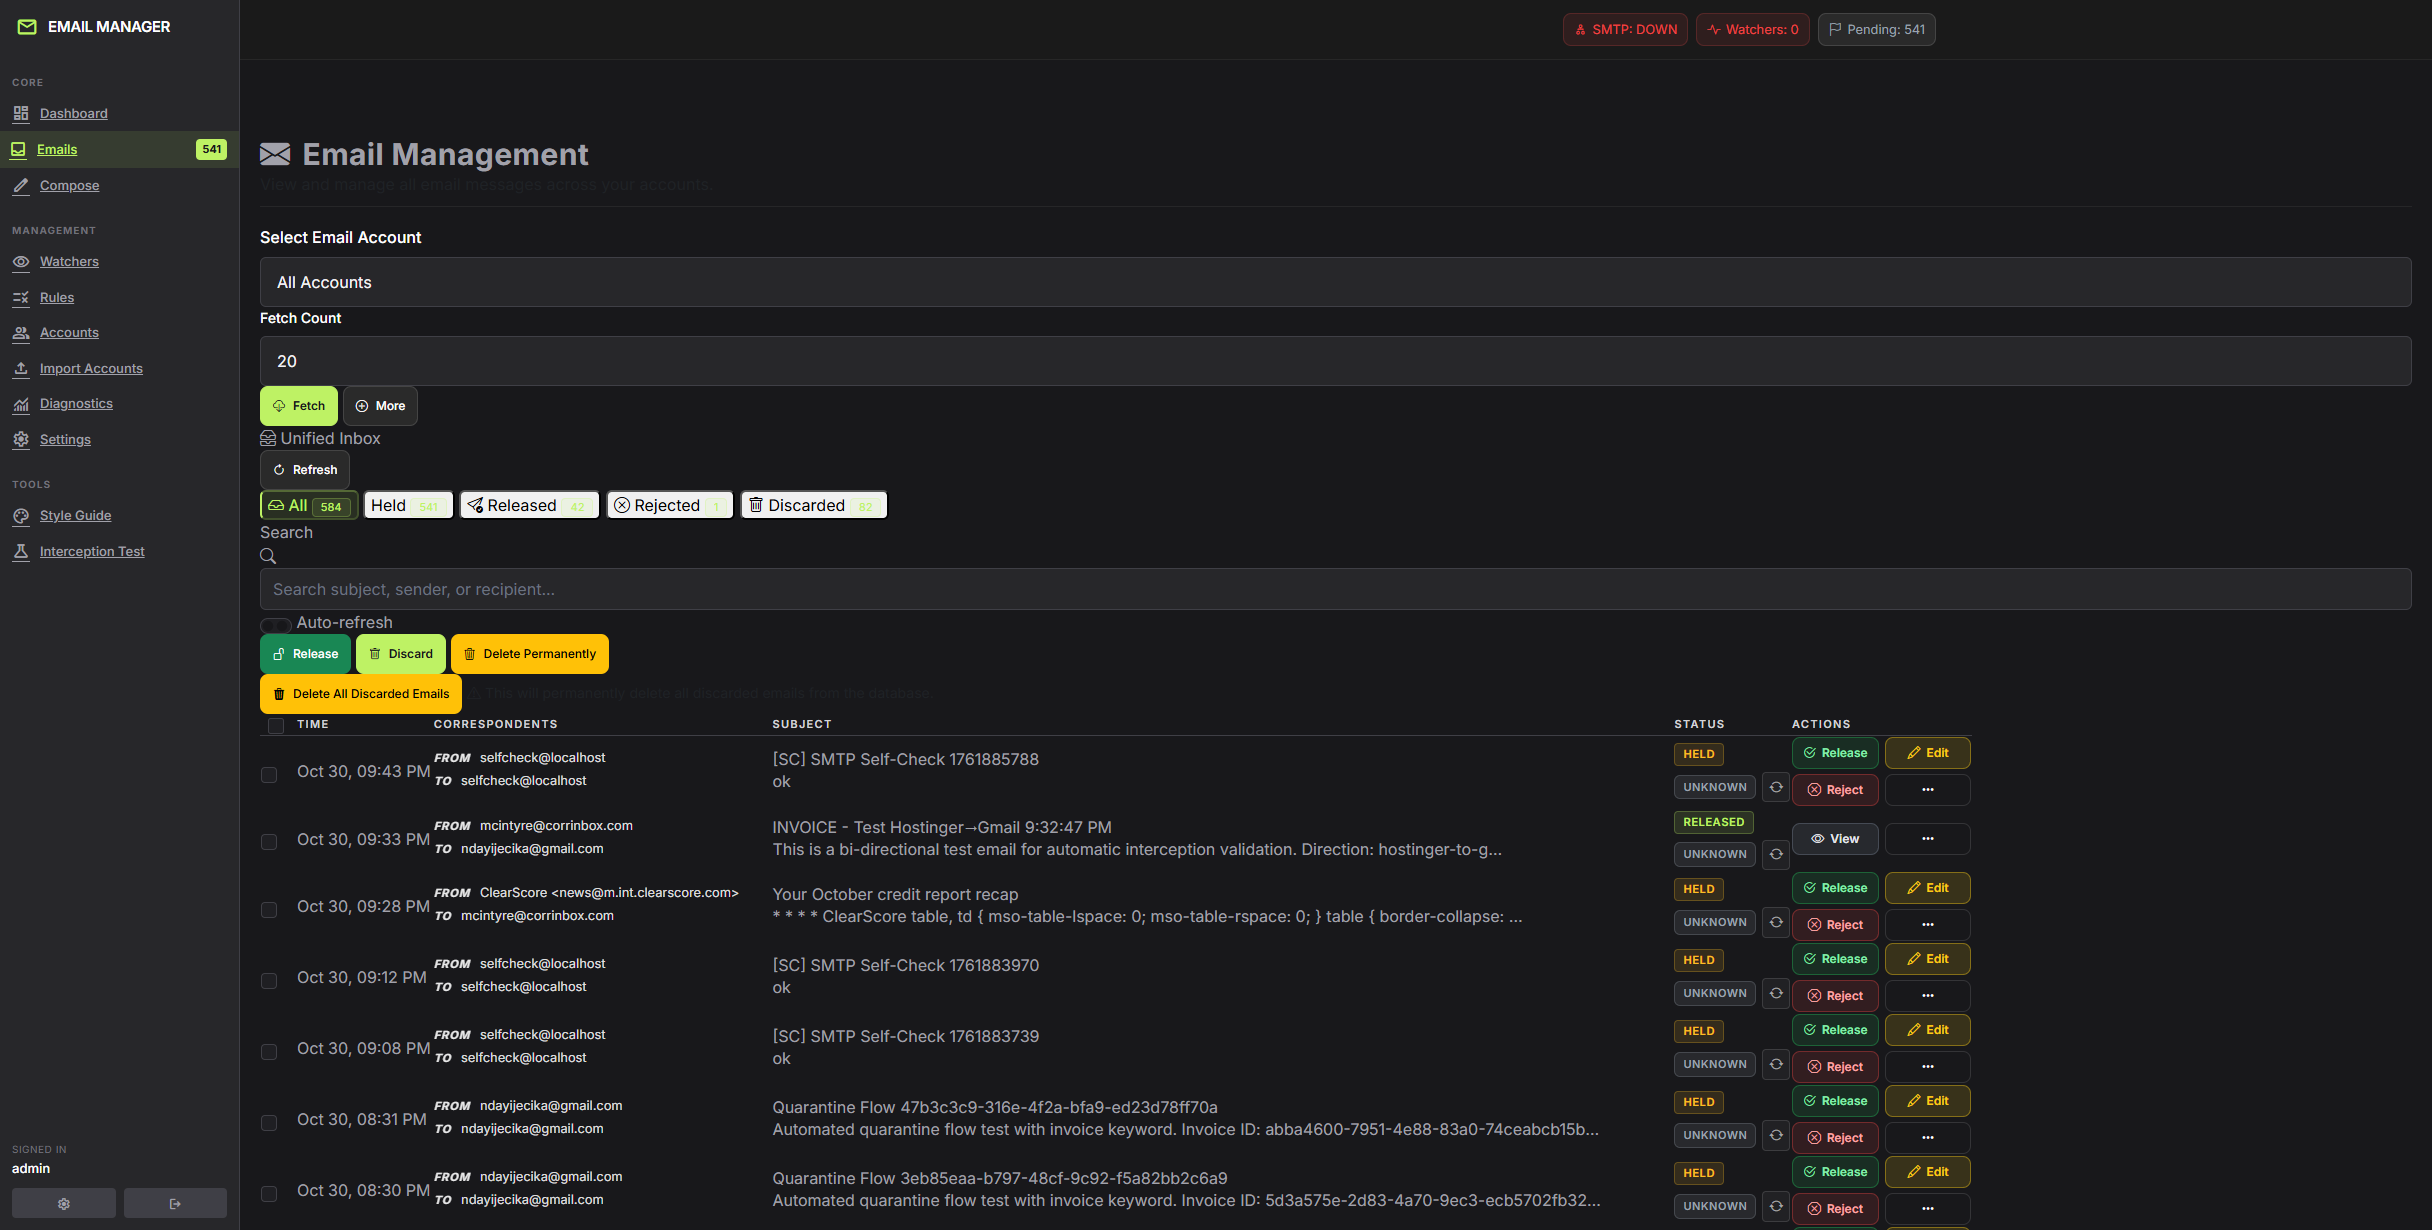 EMAIL MANAGER
SMTP: DOWN
Watchers: 0
Pending: 541
CORE
Dashboard
Emails 541
Compose
MANAGEMENT
Watchers
Rules
Accounts
Import Accounts
Diagnostics
Settings
TOOLS
Style Guide
Interception Test
SIGNED IN
admin
Email Management
View and manage all email messages across your accounts.
Select Email Account
All Accounts
Fetch Count
20
Fetch
More
Unified Inbox
Refresh
All 584
Held 541
Released 42
Rejected 1
Discarded 82
Search
Search subject, sender, or recipient...
Auto-refresh
Release
Discard
Delete Permanently
Delete All Discarded Emails
This will permanently delete all discarded emails from the database.
TIME CORRESPONDENTS SUBJECT STATUS ACTIONS
Oct 30, 09:43 PM
FROM selfcheck@localhost
TO selfcheck@localhost
[SC] SMTP Self-Check 1761885788
ok
HELD
UNKNOWN
Release
Edit
Reject
...
Oct 30, 09:33 PM
FROM mcintyre@corrinbox.com
TO ndayijecika@gmail.com
INVOICE - Test Hostinger→Gmail 9:32:47 PM
This is a bi-directional test email for automatic interception validation. Direction: hostinger-to-g...
RELEASED
UNKNOWN
View
...
Oct 30, 09:28 PM
FROM ClearScore <news@m.int.clearscore.com>
TO mcintyre@corrinbox.com
Your October credit report recap
* * * * ClearScore table, td { mso-table-lspace: 0; mso-table-rspace: 0; } table { border-collapse: ...
HELD
UNKNOWN
Release
Edit
Reject
...
Oct 30, 09:12 PM
FROM selfcheck@localhost
TO selfcheck@localhost
[SC] SMTP Self-Check 1761883970
ok
HELD
UNKNOWN
Release
Edit
Reject
...
Oct 30, 09:08 PM
FROM selfcheck@localhost
TO selfcheck@localhost
[SC] SMTP Self-Check 1761883739
ok
HELD
UNKNOWN
Release
Edit
Reject
...
Oct 30, 08:31 PM
FROM ndayijecika@gmail.com
TO ndayijecika@gmail.com
Quarantine Flow 47b3c3c9-316e-4f2a-bfa9-ed23d78ff70a
Automated quarantine flow test with invoice keyword. Invoice ID: abba4600-7951-4e88-83a0-74ceabcb15b...
HELD
UNKNOWN
Release
Edit
Reject
...
Oct 30, 08:30 PM
FROM ndayijecika@gmail.com
TO ndayijecika@gmail.com
Quarantine Flow 3eb85eaa-b797-48cf-9c92-f5a82bb2c6a9
Automated quarantine flow test with invoice keyword. Invoice ID: 5d3a575e-2d83-4a70-9ec3-ecb5702fb32...
HELD
UNKNOWN
Release
Edit
Reject
...